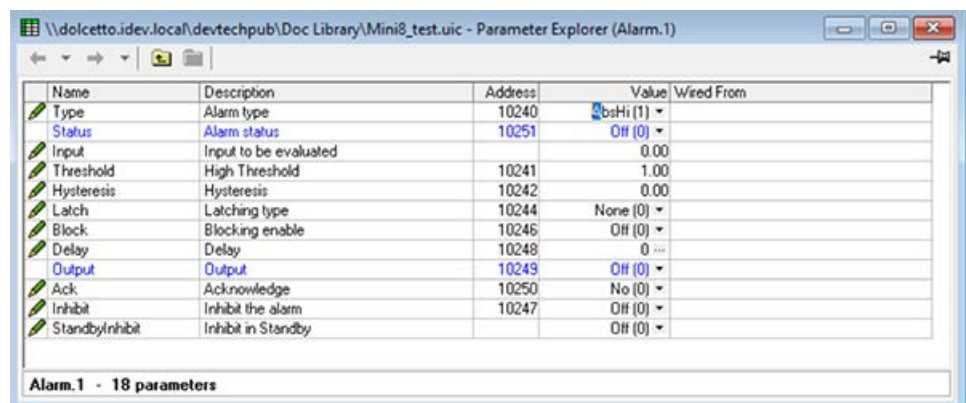 \\dolcetto.idev.local\devtechpub\Doc Library\Mini8_test.uic - Parameter Explorer (Alarm.1)
Name Description Address Value Wired From
Type Alarm type 10240 AbsHi (1)
Status Alarm status 10251 Off (0)
Input Input to be evaluated 0.00
Threshold High Threshold 10241 1.00
Hysteresis Hysteresis 10242 0.00
Latch Latching type 10244 None (0)
Block Blocking enable 10246 Off (0)
Delay Delay 10248 0 ...
Output Output 10249 Off (0)
Ack Acknowledge 10250 No (0)
Inhibit Inhibit the alarm 10247 Off (0)
StandbyInhibit Inhibit in Standby Off (0)
Alarm.1 - 18 parameters